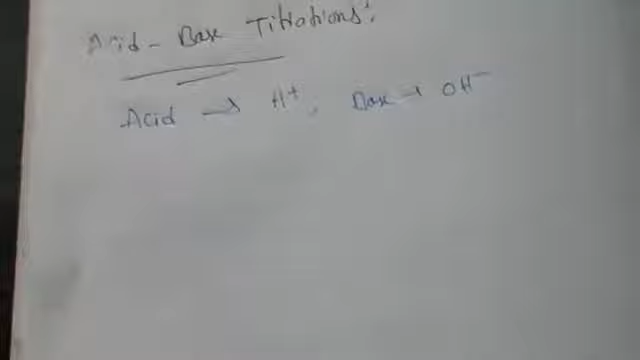 Acid - Base Titrations:
Acid → H⁺, Base → OH⁻